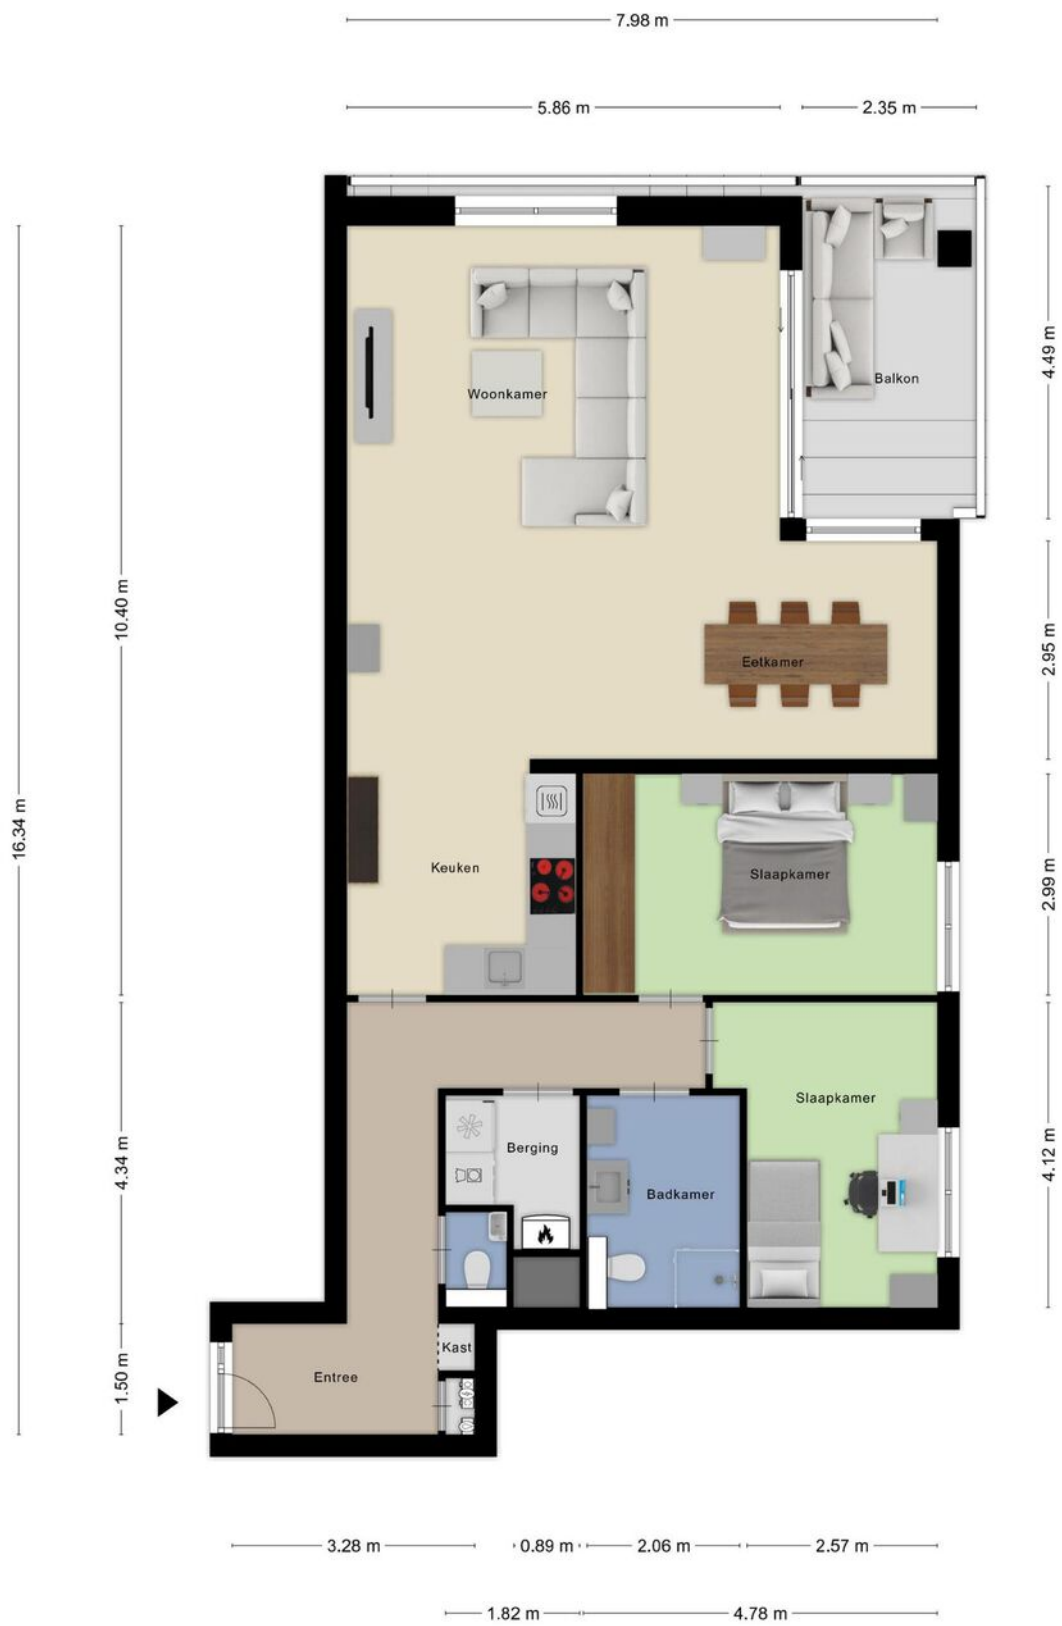 7.98 m
5.86 m
2.35 m
Woonkamer
Balkon
4.49 m
10.40 m
2.95 m
Eetkamer
16.34 m
Keuken
Slaapkamer
2.99 m
Slaapkamer
Berging
4.34 m
4.12 m
Badkamer
Kast
Entree
1.50 m
3.28 m
0.89 m
2.06 m
2.57 m
1.82 m
4.78 m